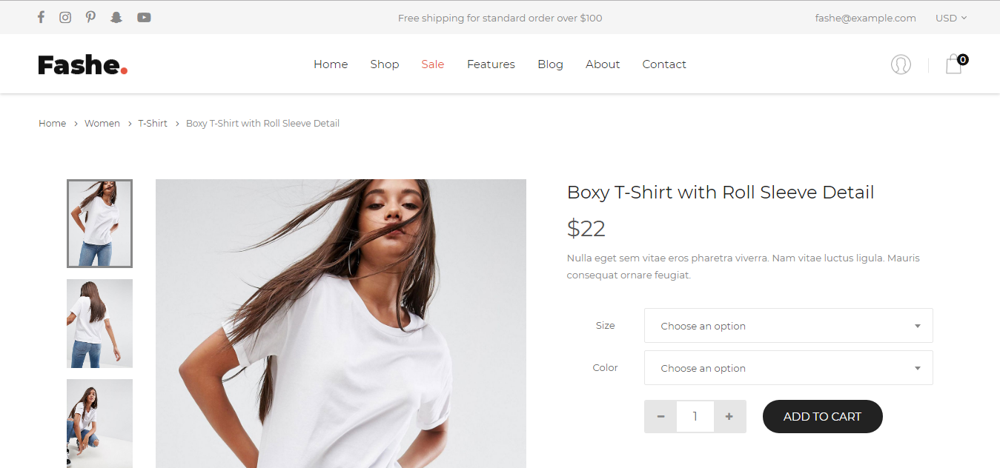 Free shipping for standard order over $100
fashe@example.com
USD
Fashe.
Home
Shop
Sale
Features
Blog
About
Contact
0
Home > Women > T-Shirt > Boxy T-Shirt with Roll Sleeve Detail
Boxy T-Shirt with Roll Sleeve Detail
$22
Nulla eget sem vitae eros pharetra viverra. Nam vitae luctus ligula. Mauris
consequat ornare feugiat.
Size
Choose an option
Color
Choose an option
− 1 +
ADD TO CART